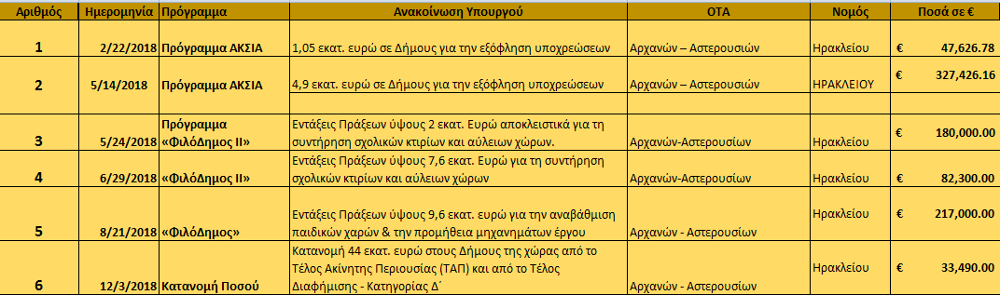 Αριθμός Ημερομηνία Πρόγραμμα Ανακοίνωση Υπουργού ΟΤΑ Νομός Ποσά σε €
1 2/22/2018 Πρόγραμμα ΑΚΣΙΑ 1,05 εκατ. ευρώ σε Δήμους για την εξόφληση υποχρεώσεων Αρχανών – Αστερουσιών Ηρακλείου € 47,626.78
2 5/14/2018 Πρόγραμμα ΑΚΣΙΑ 4,9 εκατ. ευρώ σε Δήμους για την εξόφληση υποχρεώσεων Αρχανών – Αστερουσιών ΗΡΑΚΛΕΙΟΥ € 327,426.16
3 5/24/2018 Πρόγραμμα
«ΦιλόΔημος ΙΙ» Εντάξεις Πράξεων ύψους 2 εκατ. Ευρώ αποκλειστικά για τη
συντήρηση σχολικών κτιρίων και αύλειων χώρων. Αρχανών-Αστερουσίων Ηρακλείου € 180,000.00
4 6/29/2018 «ΦιλόΔημος ΙΙ» Εντάξεις Πράξεων ύψους 7,6 εκατ. Ευρώ για τη συντήρηση
σχολικών κτιρίων και αύλειων χώρων Αρχανών-Αστερουσίων Ηρακλείου € 82,300.00
5 8/21/2018 «ΦιλόΔημος» Εντάξεις Πράξεων ύψους 9,6 εκατ. ευρώ για την αναβάθμιση
παιδικών χαρών & την προμήθεια μηχανημάτων έργου Αρχανών - Αστερουσίων Ηρακλείου € 217,000.00
6 12/3/2018 Κατανομή Ποσού Κατανομή 44 εκατ. ευρώ στους Δήμους της χώρας από το
Τέλος Ακίνητης Περιουσίας (ΤΑΠ) και από το Τέλος
Διαφήμισης - Κατηγορίας Δ΄ Αρχανών - Αστερουσίων Ηρακλείου € 33,490.00